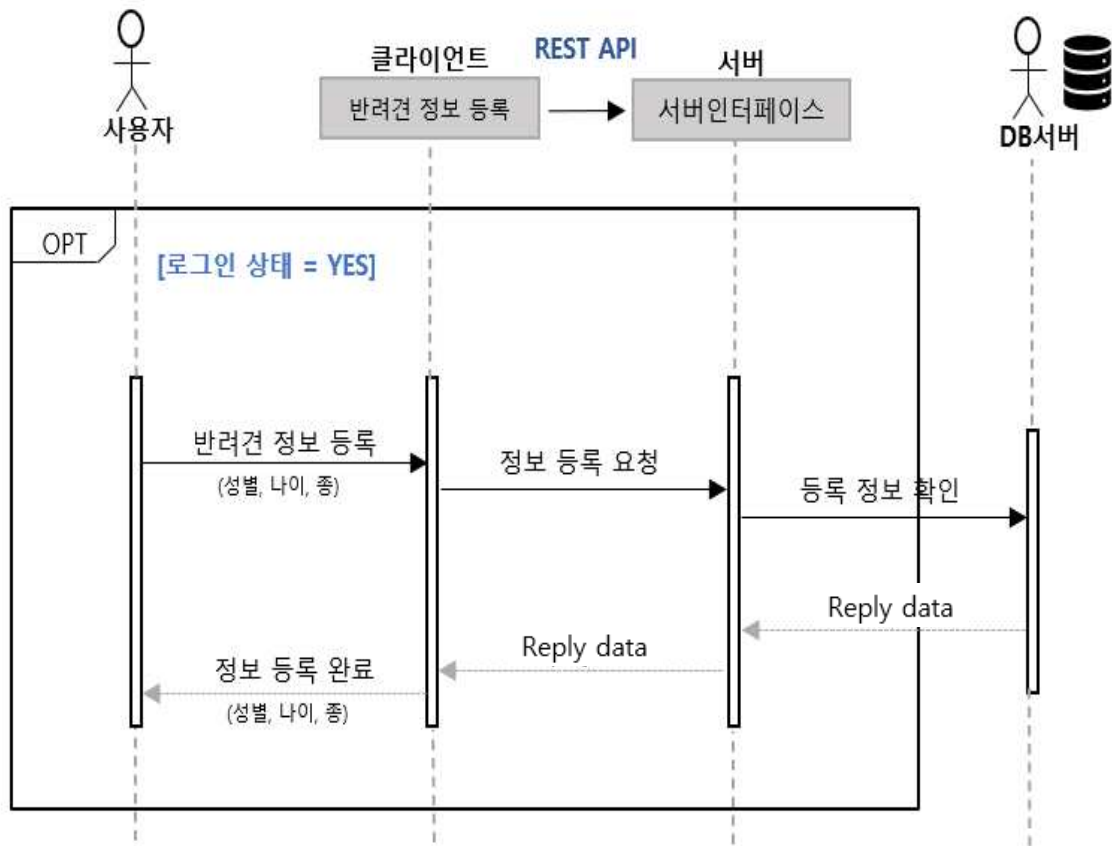 클라이언트
REST API
서버
반려견 정보 등록
서버인터페이스
사용자
DB서버
OPT
[로그인 상태 = YES]
반려견 정보 등록
(성별, 나이, 종)
정보 등록 요청
등록 정보 확인
Reply data
Reply data
정보 등록 완료
(성별, 나이, 종)